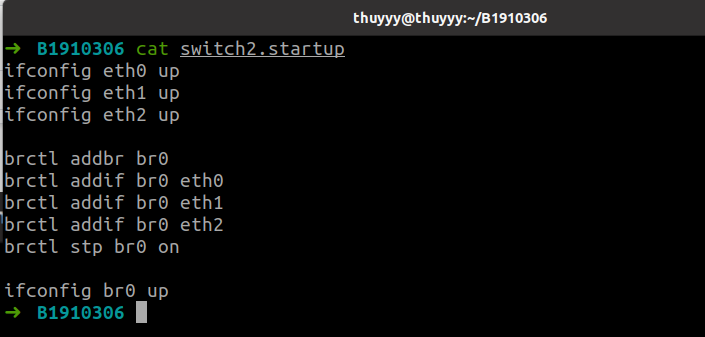 thuyyy@thuyyy:~/B1910306
➜ B1910306 cat switch2.startup
ifconfig eth0 up
ifconfig eth1 up
ifconfig eth2 up
brctl addbr br0
brctl addif br0 eth0
brctl addif br0 eth1
brctl addif br0 eth2
brctl stp br0 on
ifconfig br0 up
➜ B1910306